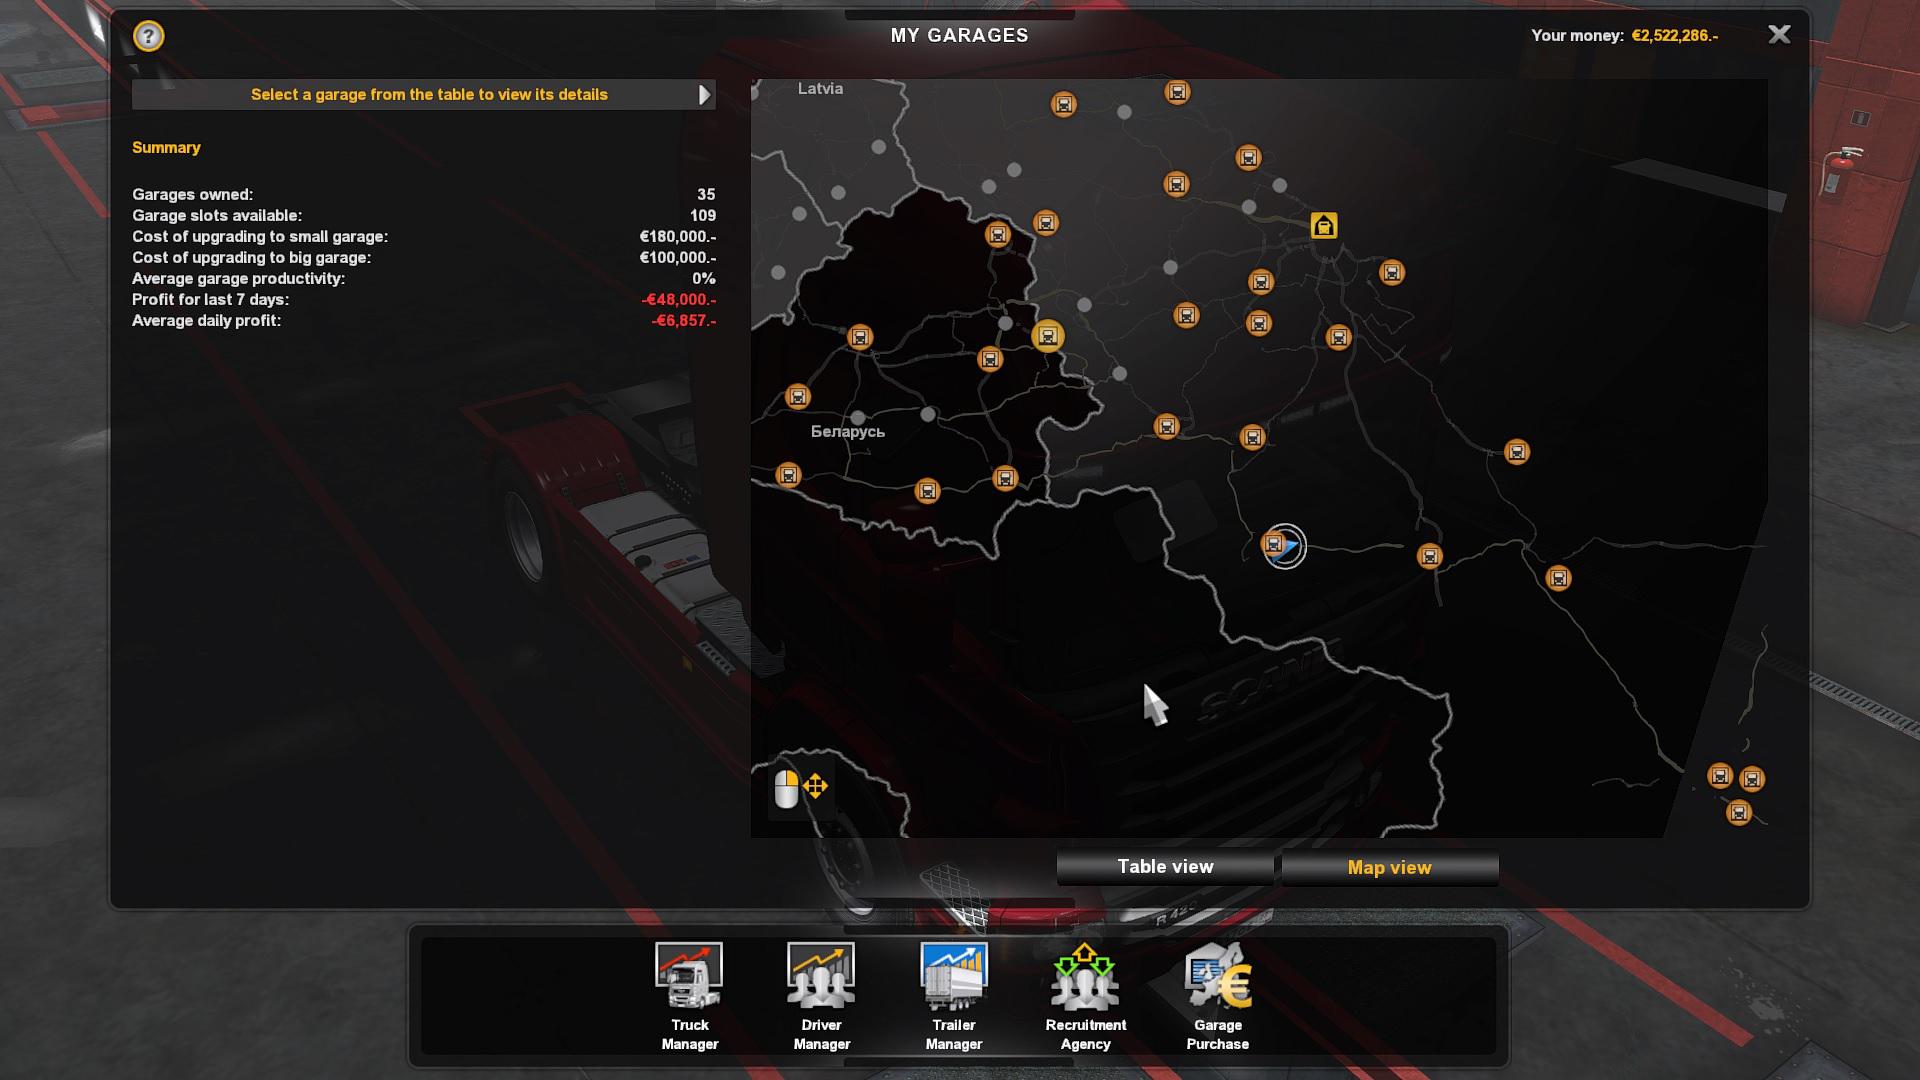 ?
MY GARAGES
Your money: €2,522,286.-
Select a garage from the table to view its details
Summary
Garages owned: 35
Garage slots available: 109
Cost of upgrading to small garage: €180,000.-
Cost of upgrading to big garage: €100,000.-
Average garage productivity: 0%
Profit for last 7 days: -€48,000.-
Average daily profit: -€6,857.-
Latvia
Беларусь
SCANIA
Table view
Map view
R 420
Truck
Manager
Driver
Manager
Trailer
Manager
Recruitment
Agency
Garage
Purchase